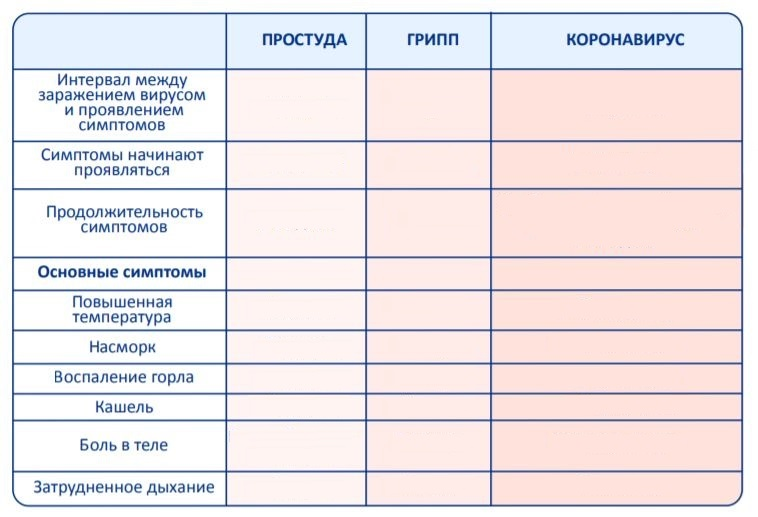 ПРОСТУДА ГРИПП КОРОНАВИРУС
Интервал между
заражением вирусом
и проявлением
симптомов
Симптомы начинают
проявляться
Продолжительность
симптомов
Основные симптомы
Повышенная
температура
Насморк
Воспаление горла
Кашель
Боль в теле
Затрудненное дыхание